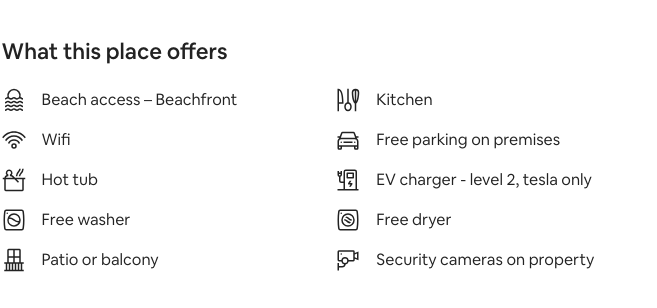 What this place offers
Beach access – Beachfront
Kitchen
Wifi
Free parking on premises
Hot tub
EV charger - level 2, tesla only
Free washer
Free dryer
Patio or balcony
Security cameras on property